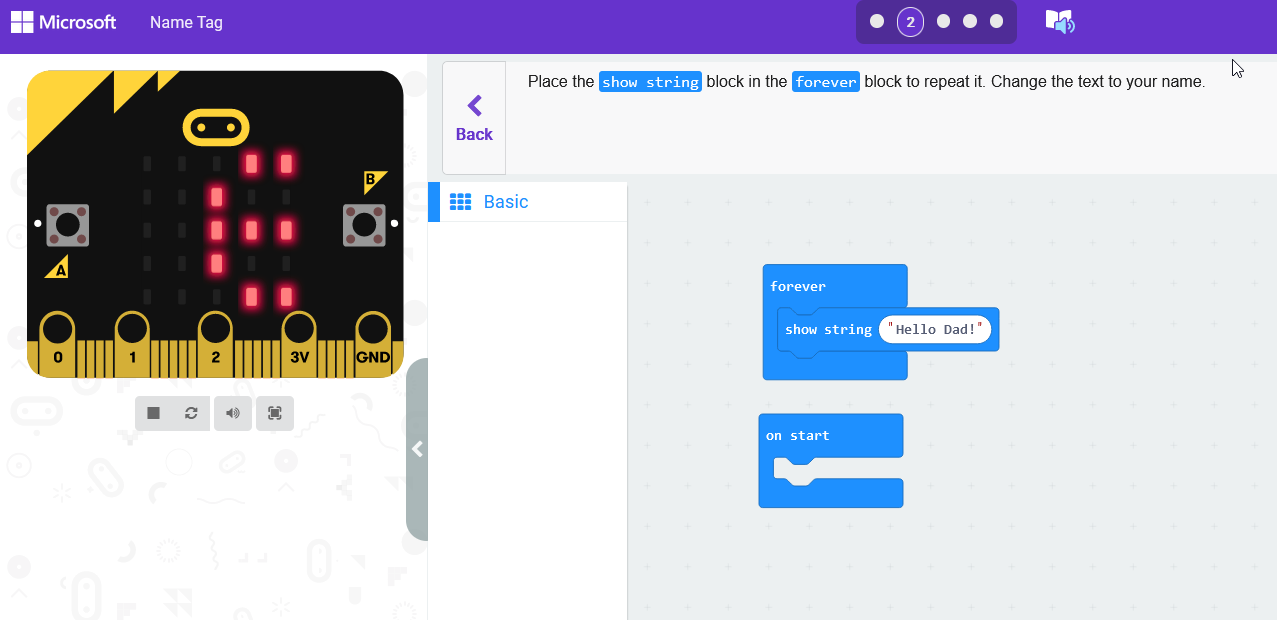 Microsoft Name Tag 2
Place the show string block in the forever block to repeat it. Change the text to your name.
Back
B
A
0 1 2 3V GND
Basic
forever
show string "Hello Dad!"
on start